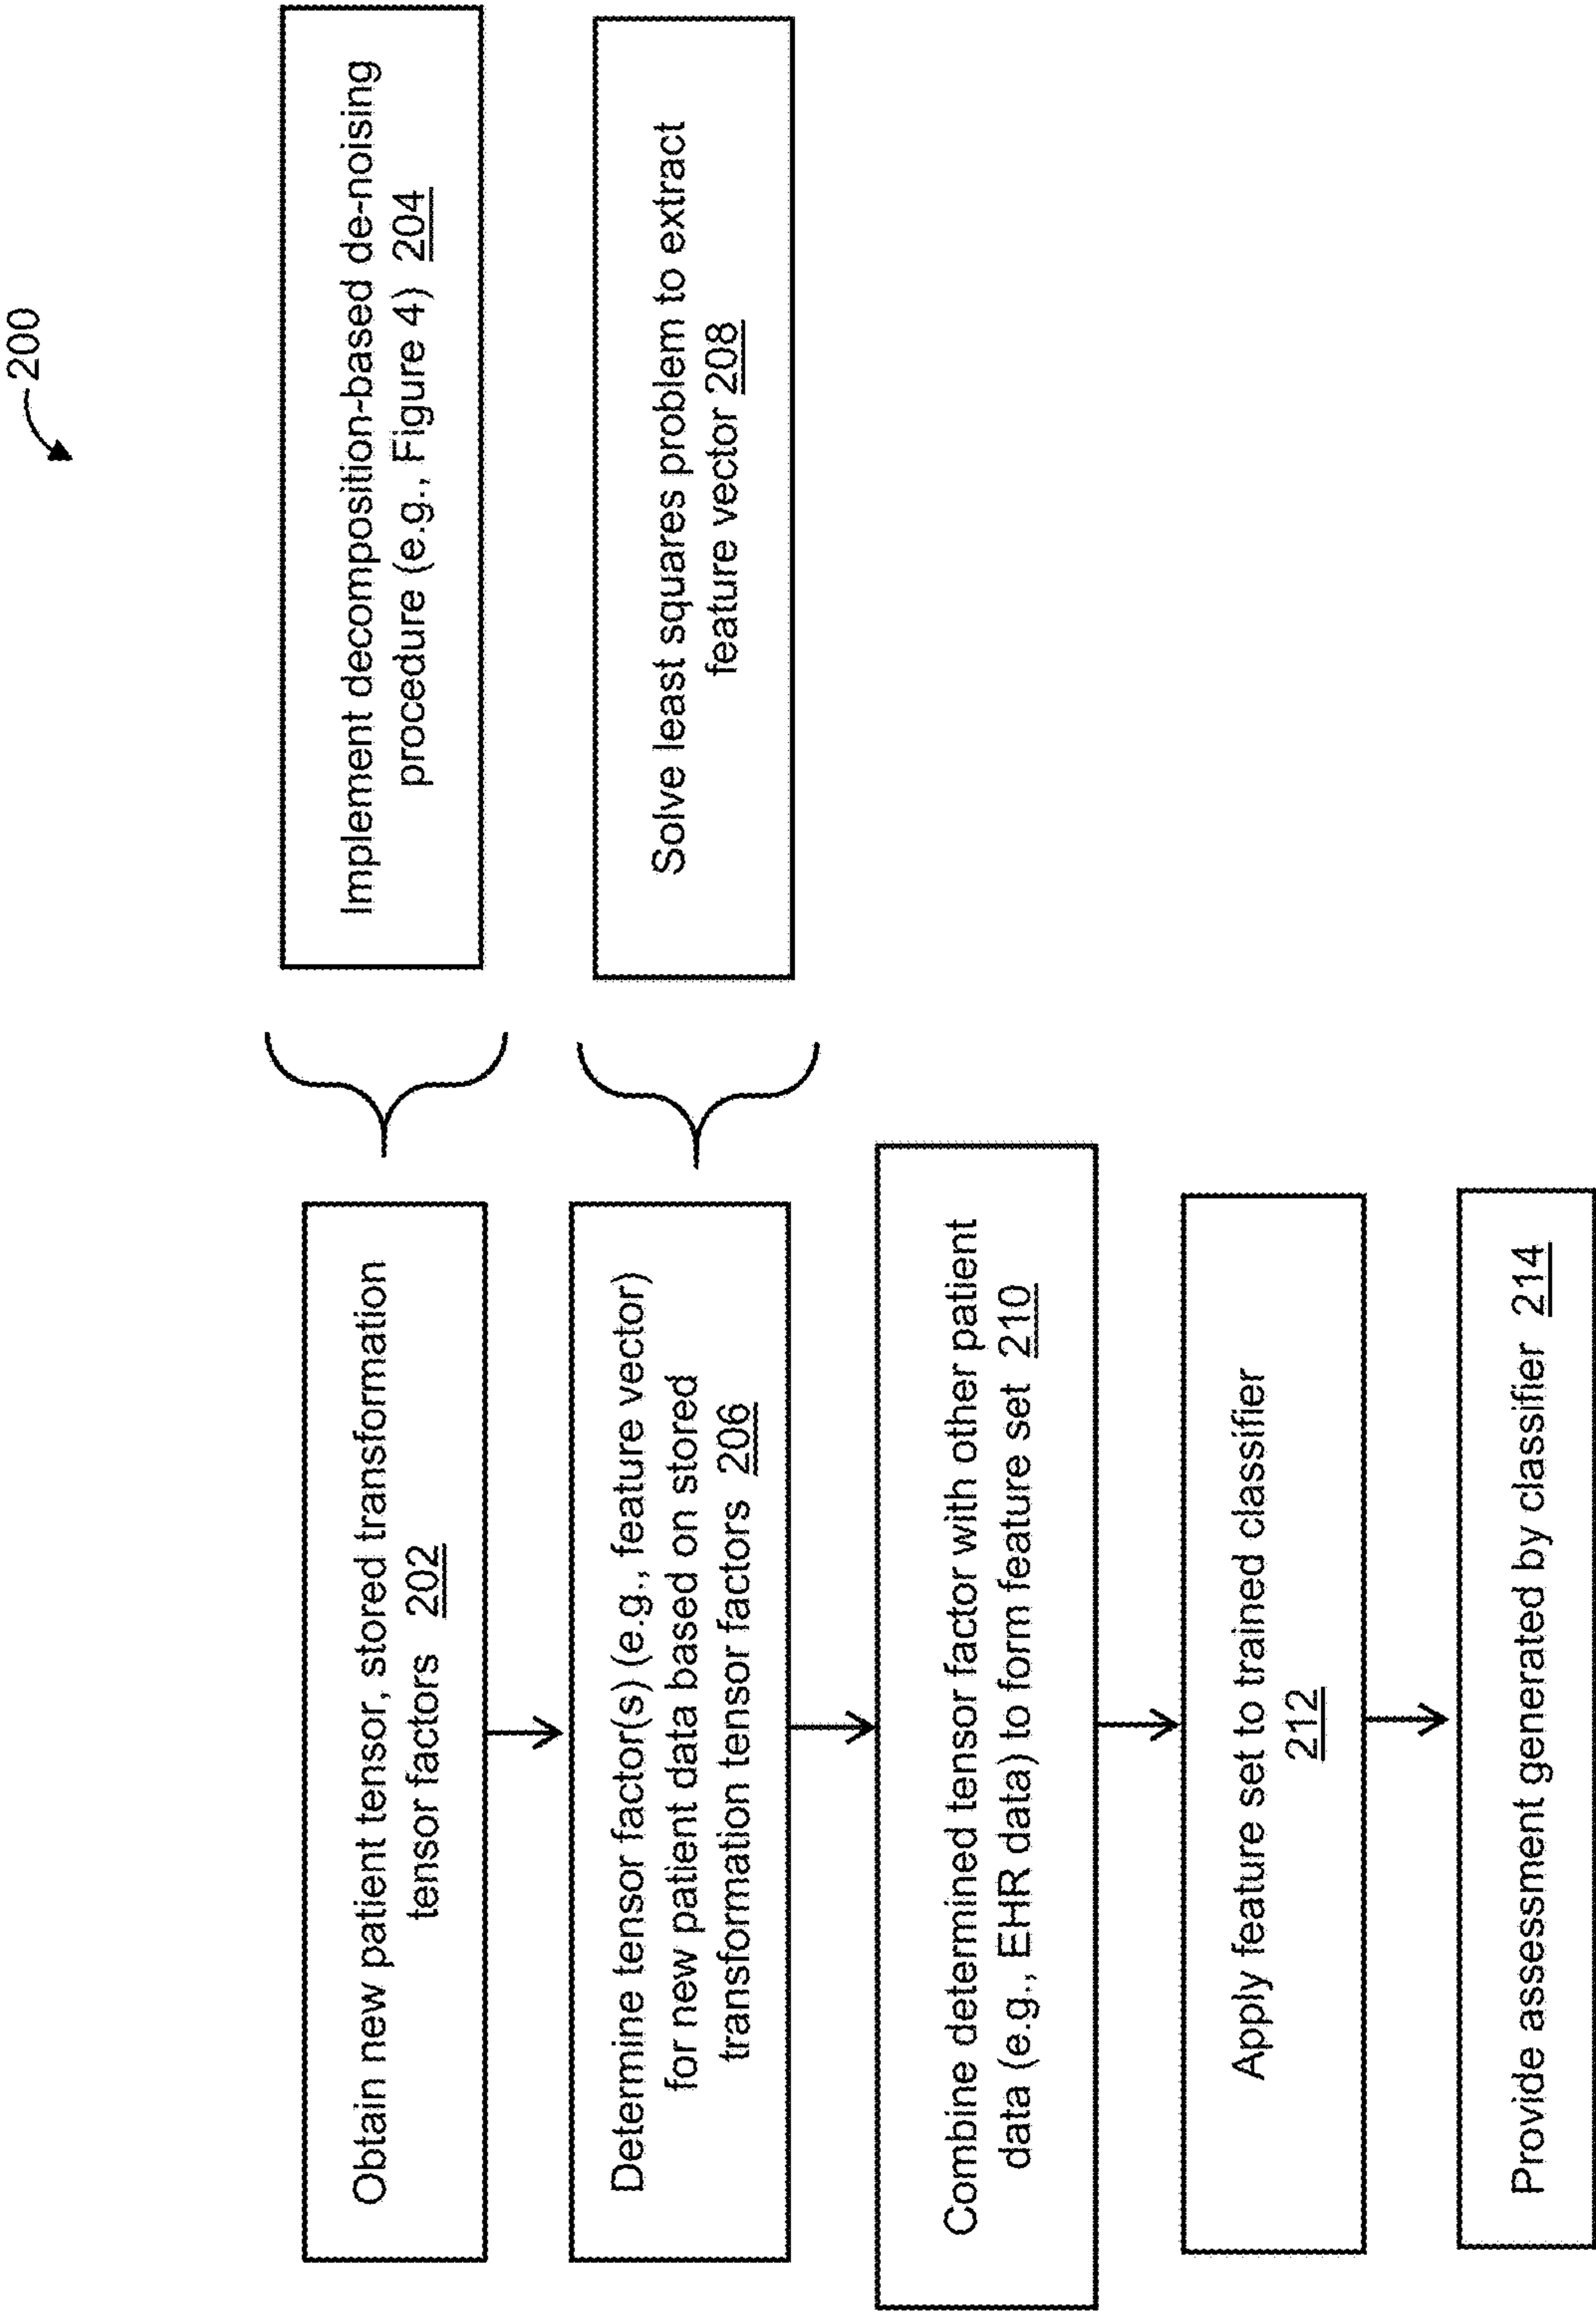 200
Obtain new patient tensor, stored transformation
tensor factors 202
Implement decomposition-based de-noising
procedure (e.g., Figure 4) 204
Determine tensor factor(s) (e.g., feature vector)
for new patient data based on stored
transformation tensor factors 206
Solve least squares problem to extract
feature vector 208
Combine determined tensor factor with other patient
data (e.g., EHR data) to form feature set 210
Apply feature set to trained classifier
212
Provide assessment generated by classifier 214